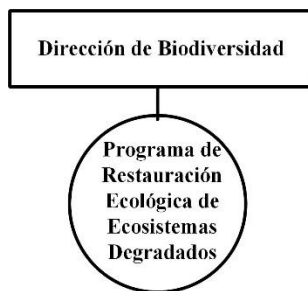 Dirección de Biodiversidad
Programa de
Restauración
Ecológica de
Ecosistemas
Degradados